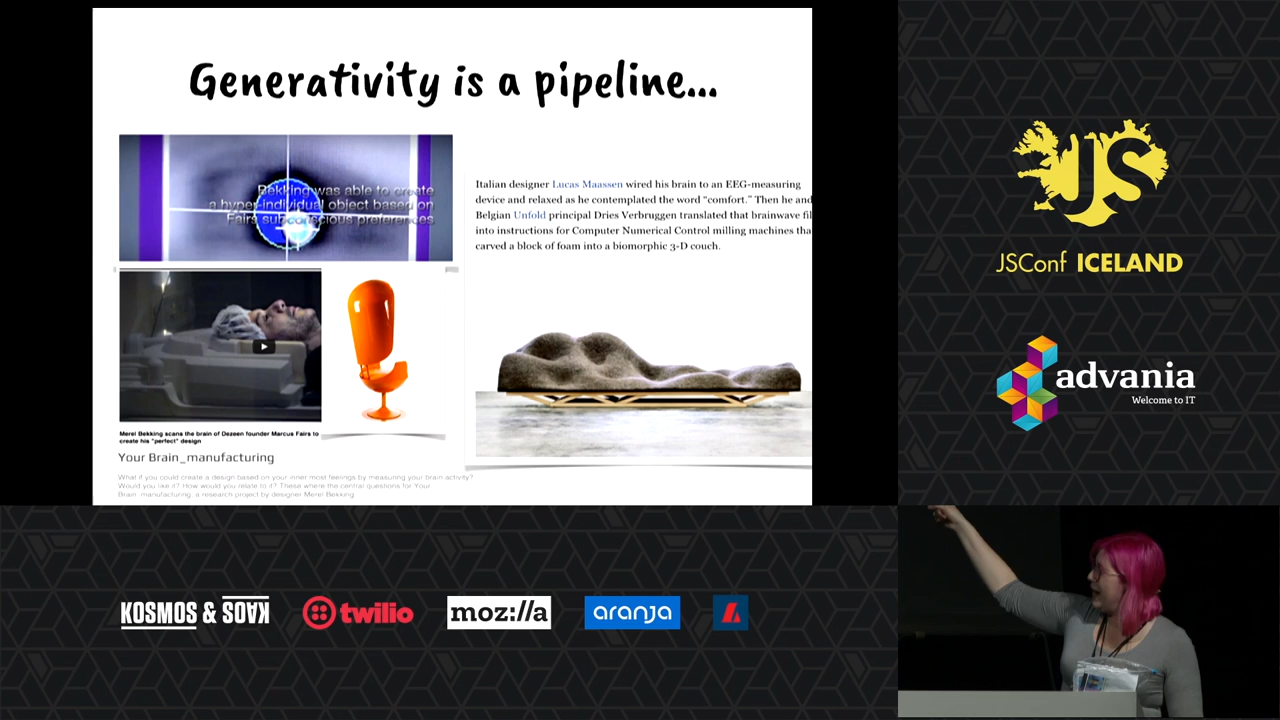 Generativity is a pipeline...
Bekking was able to create
a hyper-individual object based on
Fairs subconscious preferences
Italian designer Lucas Maassen wired his brain to an EEG-measuring
device and relaxed as he contemplated the word “comfort.” Then he and
Belgian Unfold principal Dries Verbruggen translated that brainwave fil
into instructions for Computer Numerical Control milling machines tha
carved a block of foam into a biomorphic 3-D couch.
Merel Bekking scans the brain of Dezeen founder Marcus Fairs to
create his "perfect" design
Your Brain_manufacturing
What if you could create a design based on your inner most feelings by measuring your brain activity?
Would you like it? How would you relate to it? These where the central questions for Your
Brain_manufacturing, a research project by designer Merel Bekking
JS
JSConf ICELAND
advania
Welcome to IT
KOSMOS & KAOS
twilio
moz://a
aranja